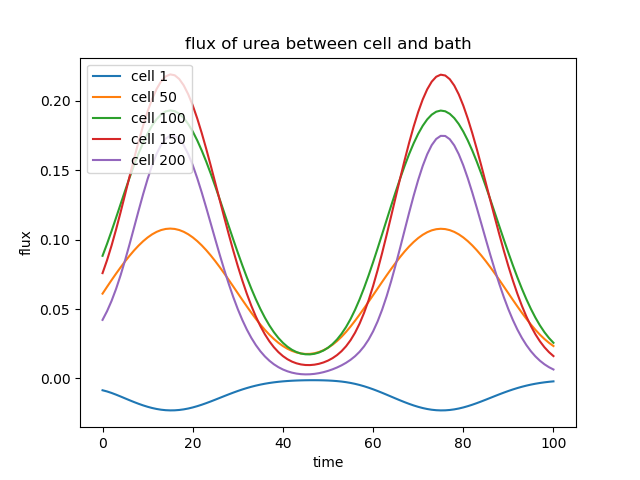 flux of urea between cell and bath
cell 1
cell 50
cell 100
cell 150
cell 200
0.20
0.15
0.10
0.05
0.00
flux
0 20 40 60 80 100
time